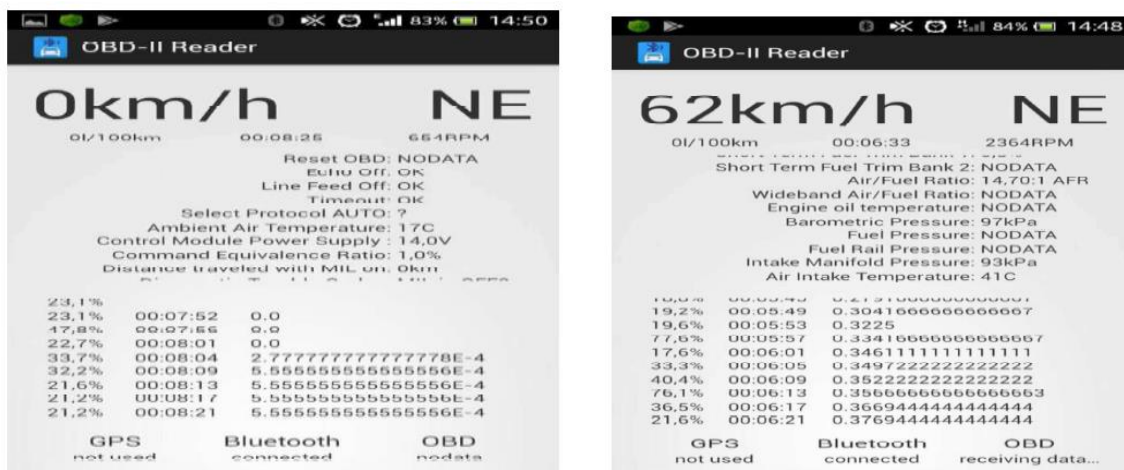 83% 14:50
OBD-II Reader
0km/h NE
0l/100km 00:08:25 654RPM
Reset OBD: NODATA
Echo Off: OK
Line Feed Off: OK
Timeout: OK
Select Protocol AUTO: ?
Ambient Air Temperature: 17C
Control Module Power Supply : 14,0V
Command Equivalence Ratio: 1,0%
Distance traveled with MIL on: 0km
23,1%
23,1% 00:07:52 0.0
47,8% 00:07:56 0.0
22,7% 00:08:01 0.0
33,7% 00:08:04 2.7777777777777778E-4
32,2% 00:08:09 5.555555555555556E-4
21,6% 00:08:13 5.555555555555556E-4
21,2% 00:08:17 5.555555555555556E-4
21,2% 00:08:21 5.555555555555556E-4
GPS Bluetooth OBD
not used connected nodata
84% 14:48
OBD-II Reader
62km/h NE
0l/100km 00:06:33 2364RPM
Short Term Fuel Trim Bank 2: NODATA
Air/Fuel Ratio: 14,70:1 AFR
Wideband Air/Fuel Ratio: NODATA
Engine oil temperature: NODATA
Barometric Pressure: 97kPa
Fuel Pressure: NODATA
Fuel Rail Pressure: NODATA
Intake Manifold Pressure: 93kPa
Air Intake Temperature: 41C
19,2% 00:05:49 0.3041666666666667
19,6% 00:05:53 0.3225
77,6% 00:05:57 0.33416666666666667
17,6% 00:06:01 0.3461111111111111
33,3% 00:06:05 0.3497222222222222
40,4% 00:06:09 0.3522222222222222
76,1% 00:06:13 0.35666666666666663
36,5% 00:06:17 0.3669444444444444
21,6% 00:06:21 0.3769444444444444
GPS Bluetooth OBD
not used connected receiving data...